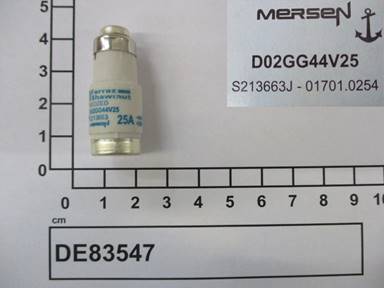 MERSEN
D02GG44V25
S213663J - 01701.0254
Ferraz
Shawmut
D02GG44V25
S213663
25A
5
4
3
2
1
0
0 1 2 3 4 5 6 7 8 9 10
cm
DE83547